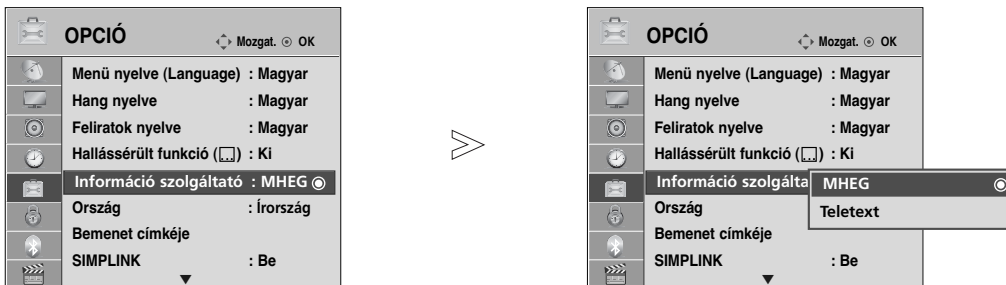 OPCIÓ
Mozgat. OK
Menü nyelve (Language) : Magyar
Hang nyelve : Magyar
Feliratok nyelve : Magyar
Hallássérült funkció ( ) : Ki
Információ szolgáltató : MHEG
Ország : Írország
Bemenet címkéje
SIMPLINK : Be
OPCIÓ
Mozgat. OK
Menü nyelve (Language) : Magyar
Hang nyelve : Magyar
Feliratok nyelve : Magyar
Hallássérült funkció ( ) : Ki
Információ szolgálta
MHEG
Teletext
Ország
Bemenet címkéje
SIMPLINK : Be